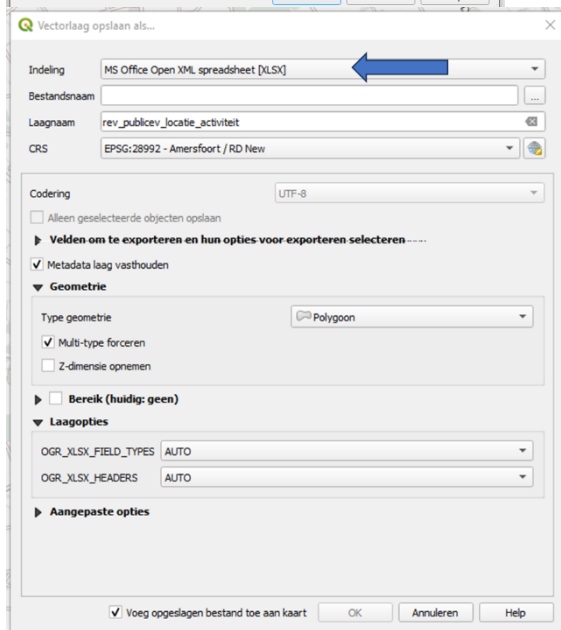 Vectorlaag opslaan als...
Indeling MS Office Open XML spreadsheet [XLSX]
Bestandsnaam ...
Laagnaam rev_publicev_locatie_activiteit
CRS EPSG:28992 - Amersfoort / RD New
Codering UTF-8
Alleen geselecteerde objecten opslaan
Velden om te exporteren en hun opties voor exporteren selecteren
Metadata laag vasthouden
Geometrie
Type geometrie Polygoon
Multi-type forceren
Z-dimensie opnemen
Bereik (huidig: geen)
Laagopties
OGR_XLSX_FIELD_TYPES AUTO
OGR_XLSX_HEADERS AUTO
Aangepaste opties
Voeg opgeslagen bestand toe aan kaart OK Annuleren Help